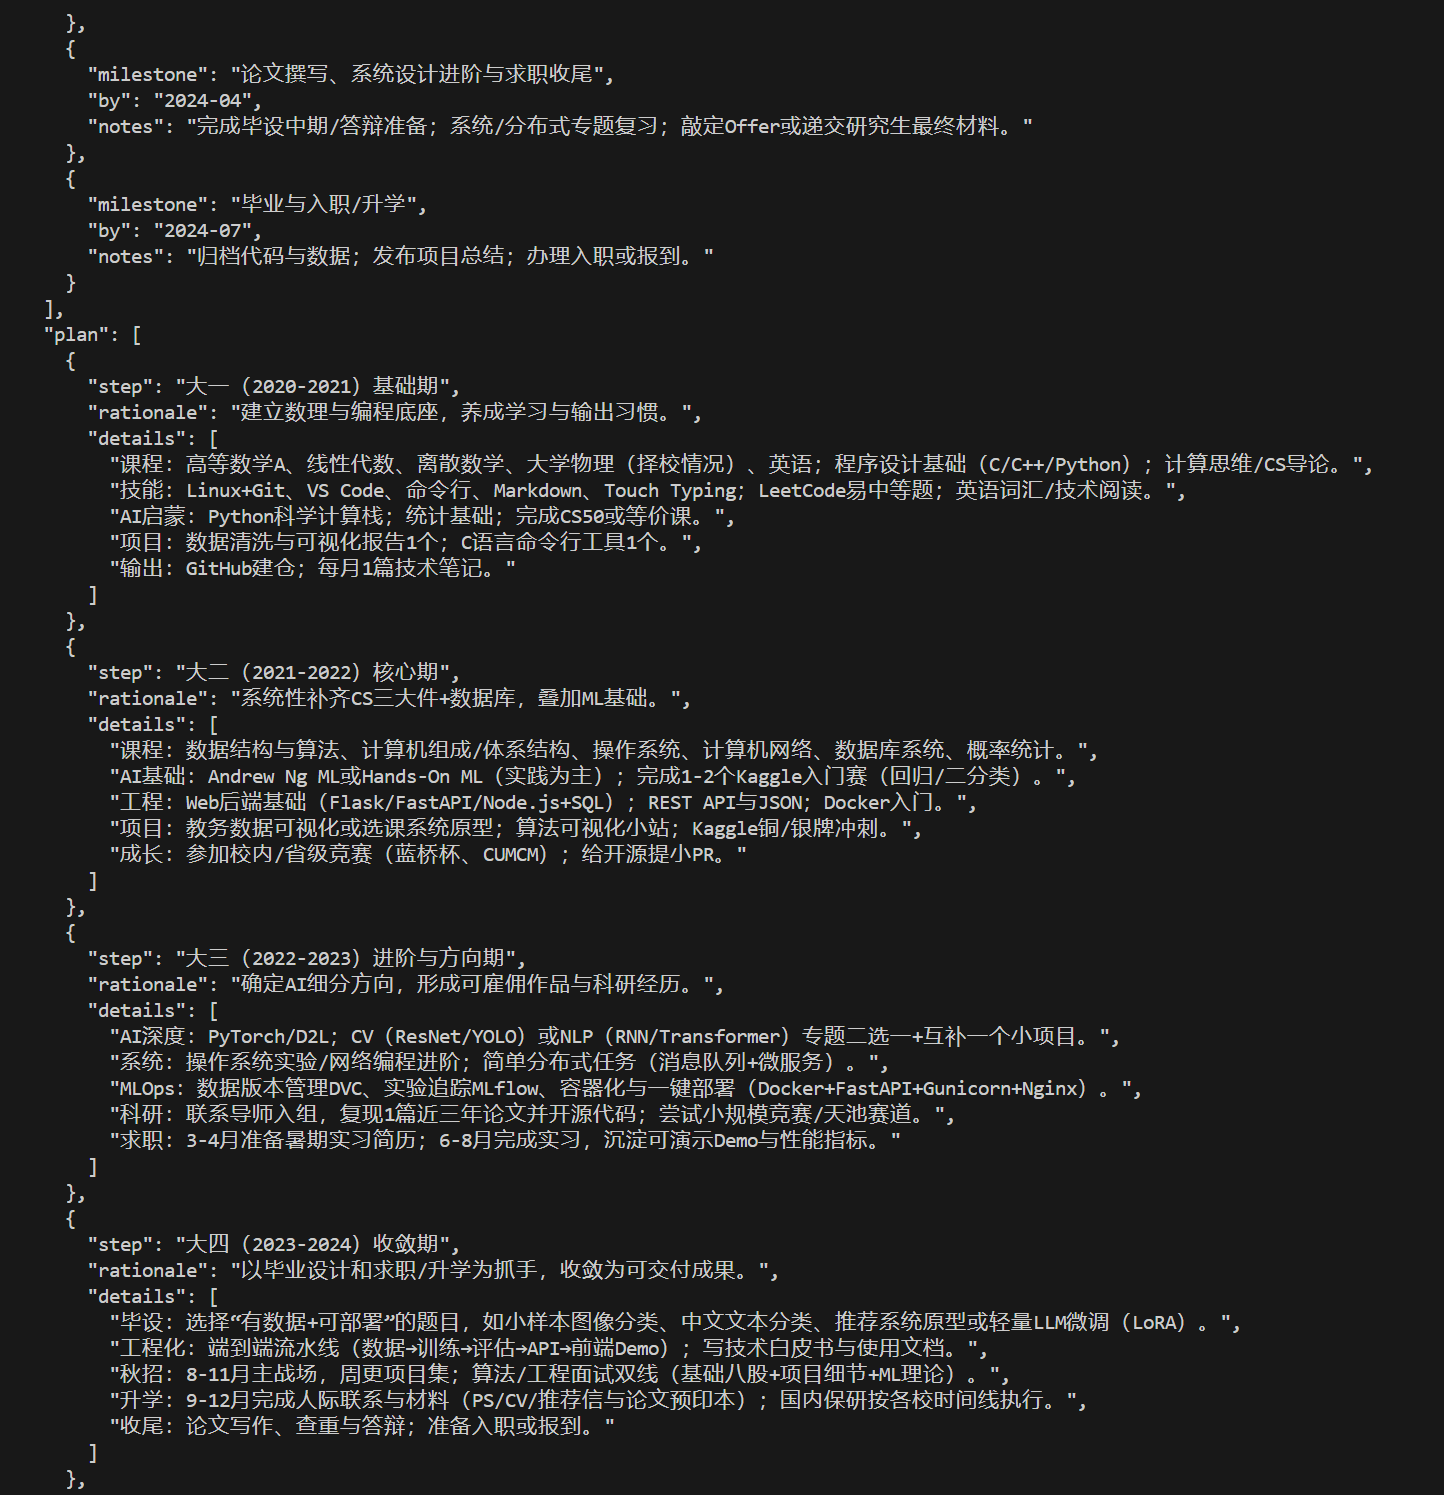 },
{
"milestone": "论文撰写、系统设计进阶与求职收尾",
"by": "2024-04",
"notes": "完成毕设中期/答辩准备；系统/分布式专题复习；敲定Offer或递交研究生最终材料。"
},
{
"milestone": "毕业与入职/升学",
"by": "2024-07",
"notes": "归档代码与数据；发布项目总结；办理入职或报到。"
}
],
"plan": [
{
"step": "大一（2020-2021）基础期",
"rationale": "建立数理与编程底座，养成学习与输出习惯。",
"details": [
"课程：高等数学A、线性代数、离散数学、大学物理（择校情况）、英语；程序设计基础（C/C++/Python）；计算思维/CS导论。",
"技能：Linux+Git、VS Code、命令行、Markdown、Touch Typing；LeetCode易中等题；英语词汇/技术阅读。",
"AI启蒙：Python科学计算栈；统计基础；完成CS50或等价课。",
"项目：数据清洗与可视化报告1个；C语言命令行工具1个。",
"输出：GitHub建仓；每月1篇技术笔记。"
]
},
{
"step": "大二（2021-2022）核心期",
"rationale": "系统性补齐CS三大件+数据库，叠加ML基础。",
"details": [
"课程：数据结构与算法、计算机组成/体系结构、操作系统、计算机网络、数据库系统、概率统计。",
"AI基础：Andrew Ng ML或Hands-On ML（实践为主）；完成1-2个Kaggle入门赛（回归/二分类）。",
"工程：Web后端基础（Flask/FastAPI/Node.js+SQL）；REST API与JSON；Docker入门。",
"项目：教务数据可视化或选课系统原型；算法可视化小站；Kaggle铜/银牌冲刺。",
"成长：参加校内/省级竞赛（蓝桥杯、CUMCM）；给开源提小PR。"
]
},
{
"step": "大三（2022-2023）进阶与方向期",
"rationale": "确定AI细分方向，形成可雇佣作品与科研经历。",
"details": [
"AI深度：PyTorch/D2L；CV（ResNet/YOLO）或NLP（RNN/Transformer）专题二选一+互补一个小项目。",
"系统：操作系统实验/网络编程进阶；简单分布式任务（消息队列+微服务）。",
"MLOps：数据版本管理DVC、实验追踪MLflow、容器化与一键部署（Docker+FastAPI+Gunicorn+Nginx）。",
"科研：联系导师入组，复现1篇近三年论文并开源代码；尝试小规模竞赛/天池赛道。",
"求职：3-4月准备暑期实习简历；6-8月完成实习，沉淀可演示Demo与性能指标。"
]
},
{
"step": "大四（2023-2024）收敛期",
"rationale": "以毕业设计和求职/升学为抓手，收敛为可交付成果。",
"details": [
"毕设：选择“有数据+可部署”的题目，如小样本图像分类、中文文本分类、推荐系统原型或轻量LLM微调（LoRA）。",
"工程化：端到端流水线（数据→训练→评估→API→前端Demo）；写技术白皮书与使用文档。",
"秋招：8-11月主战场，周更项目集；算法/工程面试双线（基础八股+项目细节+ML理论）。",
"升学：9-12月完成人际联系与材料（PS/CV/推荐信与论文预印本）；国内保研按各校时间线执行。",
"收尾：论文写作、查重与答辩；准备入职或报到。"
]
},